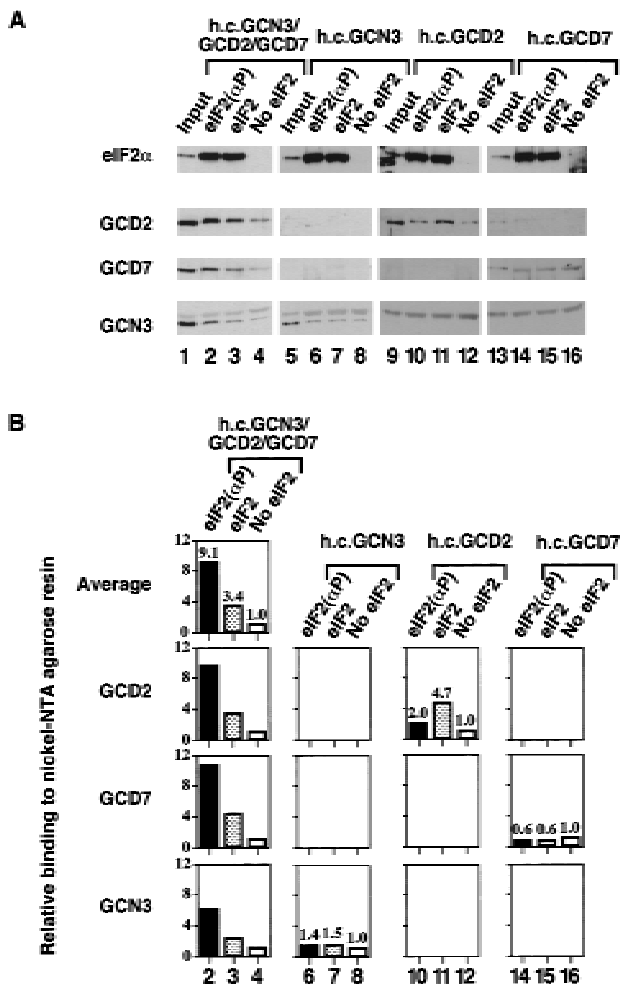 A
h.c.GCN3/
GCD2/GCD7 h.c.GCN3 h.c.GCD2 h.c.GCD7
Input eIF2(αP) eIF2 No eIF2 Input eIF2(αP) eIF2 No eIF2 Input eIF2(αP) eIF2 No eIF2 Input eIF2(αP) eIF2 No eIF2
eIF2α
GCD2
GCD7
GCN3
1 2 3 4 5 6 7 8 9 10 11 12 13 14 15 16
B
h.c.GCN3/
GCD2/GCD7
eIF2(αP) eIF2 No eIF2
h.c.GCN3 h.c.GCD2 h.c.GCD7
eIF2(αP) eIF2 No eIF2 eIF2(αP) eIF2 No eIF2 eIF2(αP) eIF2 No eIF2
Relative binding to nickel-NTA agarose resin
Average
12
8
4
0
9.1 3.4 1.0
GCD2
12
8
4
0
2.0 4.7 1.0
GCD7
12
8
4
0
0.6 0.6 1.0
GCN3
12
8
4
0
1.4 1.5 1.0
2 3 4 6 7 8 10 11 12 14 15 16